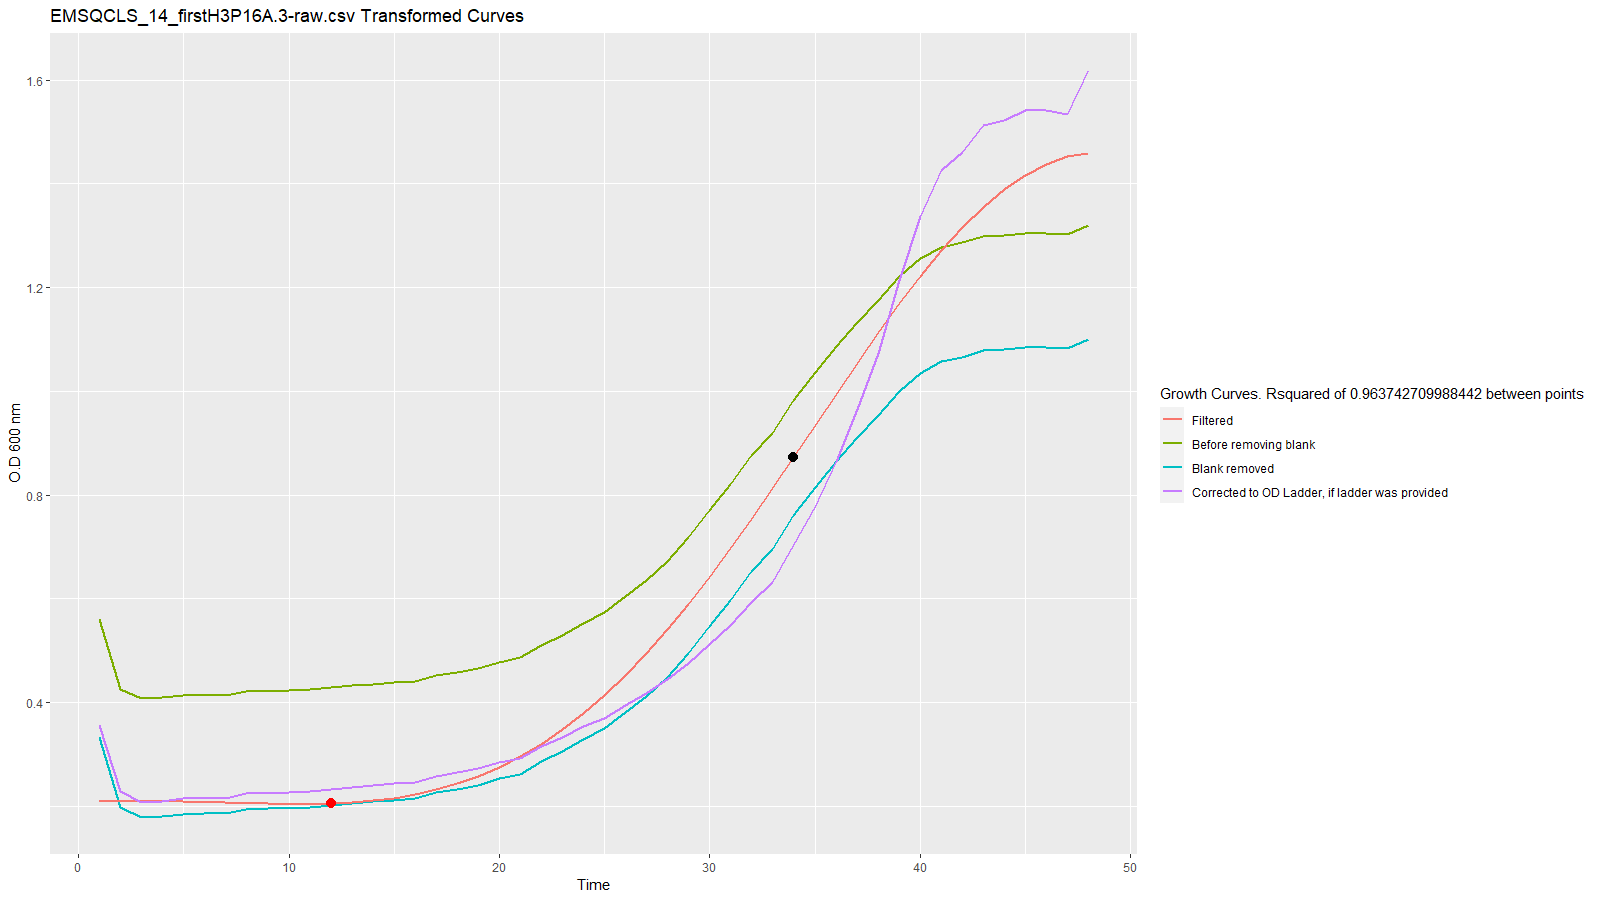 EMSQCLS_14_firstH3P16A.3-raw.csv Transformed Curves
1.6
1.2
0.8
0.4
O.D 600 nm
0 10 20 30 40 50
Time
Growth Curves. Rsquared of 0.963742709988442 between points
Filtered
Before removing blank
Blank removed
Corrected to OD Ladder, if ladder was provided